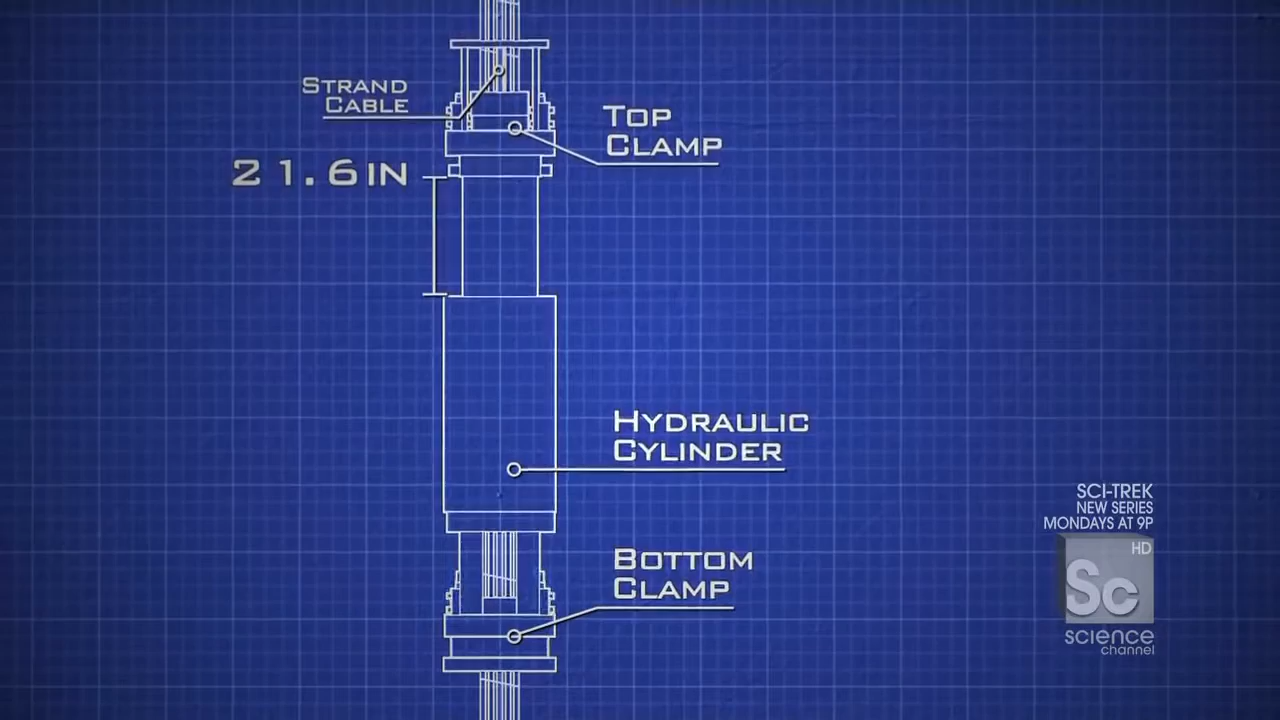 STRAND
CABLE
TOP
CLAMP
21.6IN
HYDRAULIC
CYLINDER
BOTTOM
CLAMP
SCI-TREK
NEW SERIES
MONDAYS AT 9P
HD
Sc
science
channel